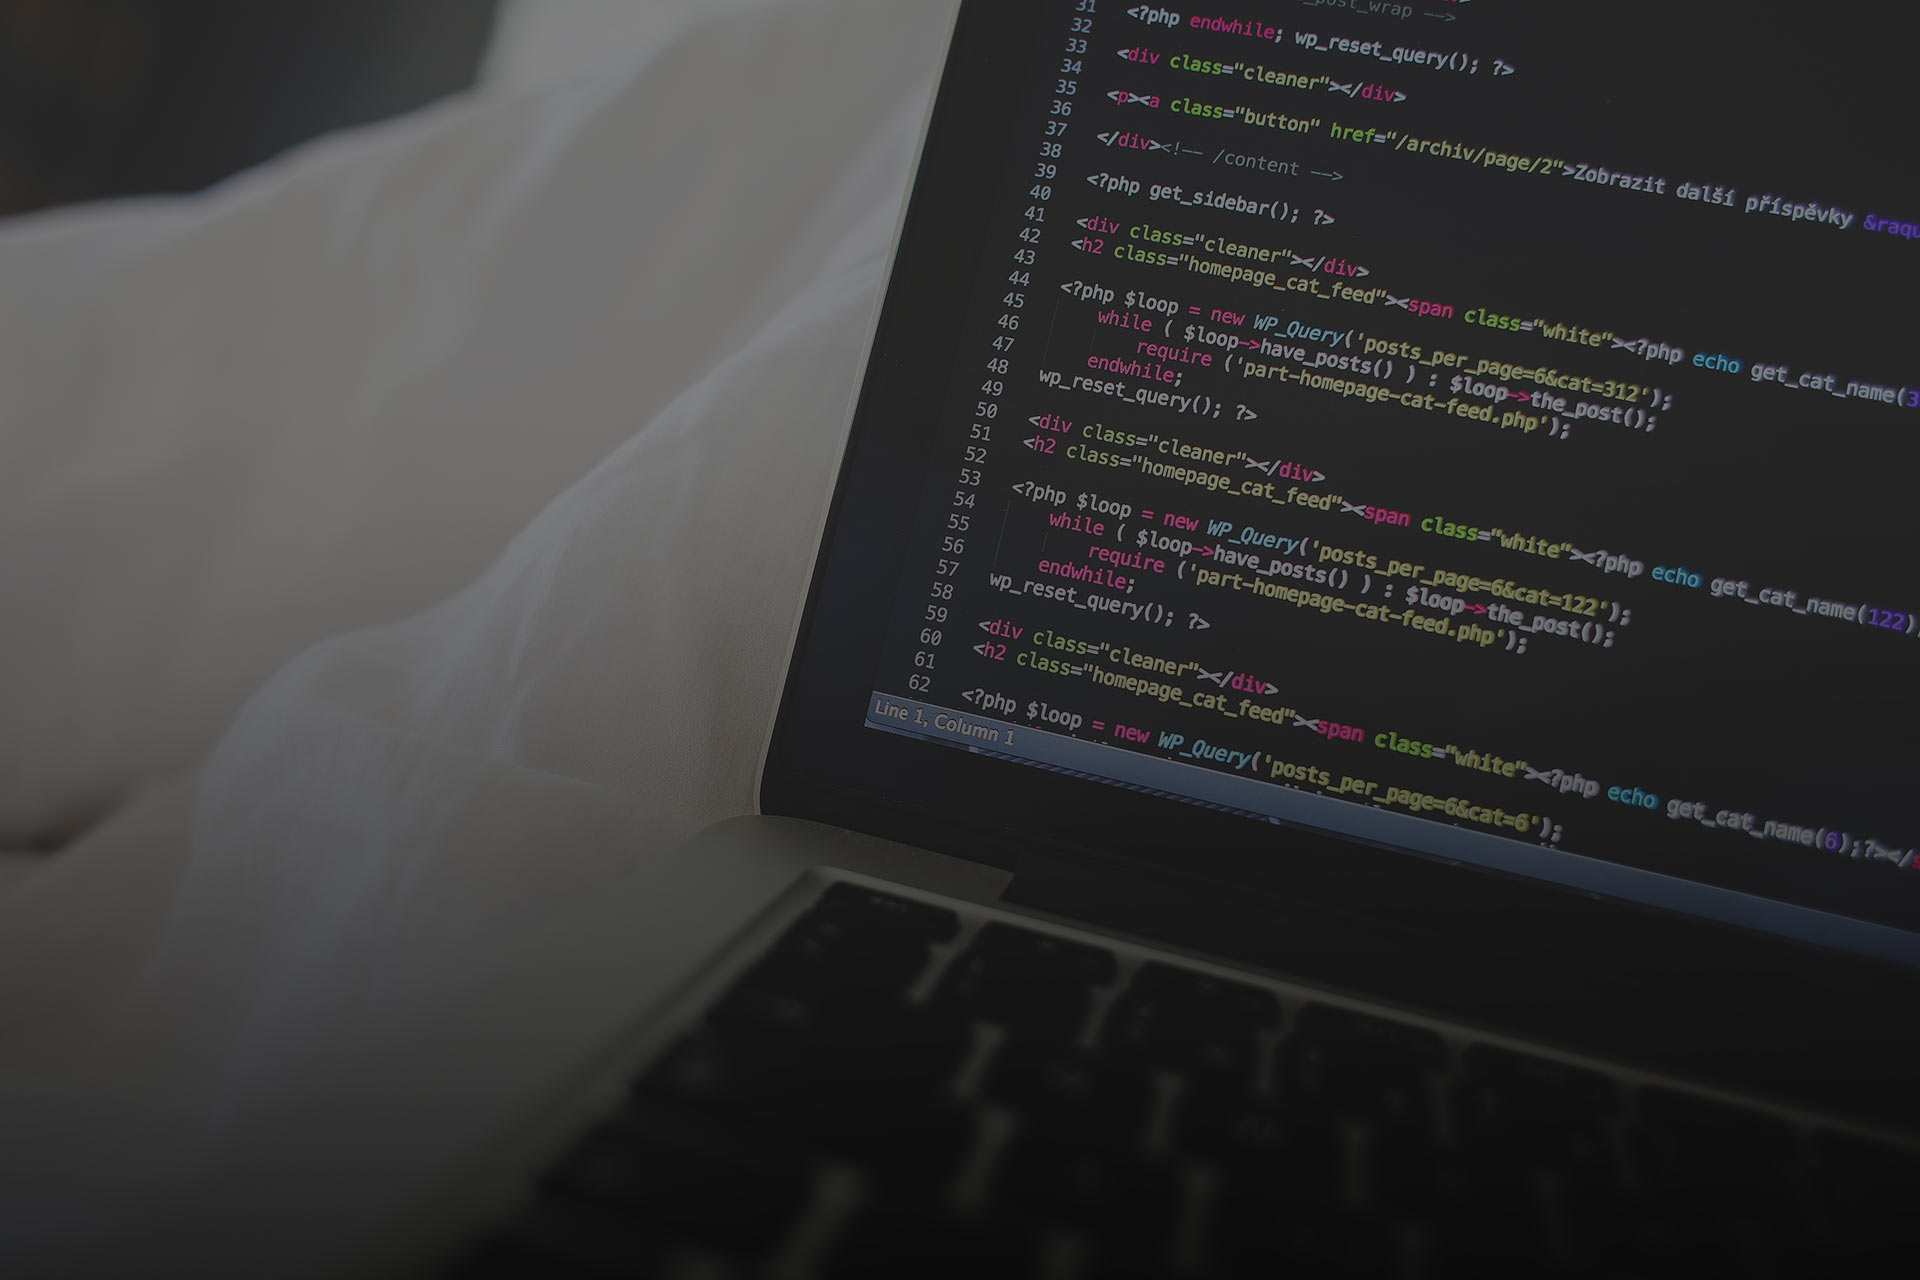 _post_wrap -->
31
32 <?php endwhile; wp_reset_query(); ?>
33
34 <div class="cleaner"></div>
35
36 <p><a class="button" href="/archiv/page/2">Zobrazit další příspěvky &raqu
37
38 </div><!-- /content -->
39
40 <?php get_sidebar(); ?>
41
42 <div class="cleaner"></div>
43 <h2 class="homepage_cat_feed"><span class="white"><?php echo get_cat_name(3
44
45 <?php $loop = new WP_Query('posts_per_page=6&cat=312');
46 while ( $loop->have_posts() ) : $loop->the_post();
47 require ('part-homepage-cat-feed.php');
48 endwhile;
49 wp_reset_query(); ?>
50
51 <div class="cleaner"></div>
52 <h2 class="homepage_cat_feed"><span class="white"><?php echo get_cat_name(122)
53
54 <?php $loop = new WP_Query('posts_per_page=6&cat=122');
55 while ( $loop->have_posts() ) : $loop->the_post();
56 require ('part-homepage-cat-feed.php');
57 endwhile;
58 wp_reset_query(); ?>
59
60 <div class="cleaner"></div>
61 <h2 class="homepage_cat_feed"><span class="white"><?php echo get_cat_name(6);?></s
62
<?php $loop = new WP_Query('posts_per_page=6&cat=6');
Line 1, Column 1